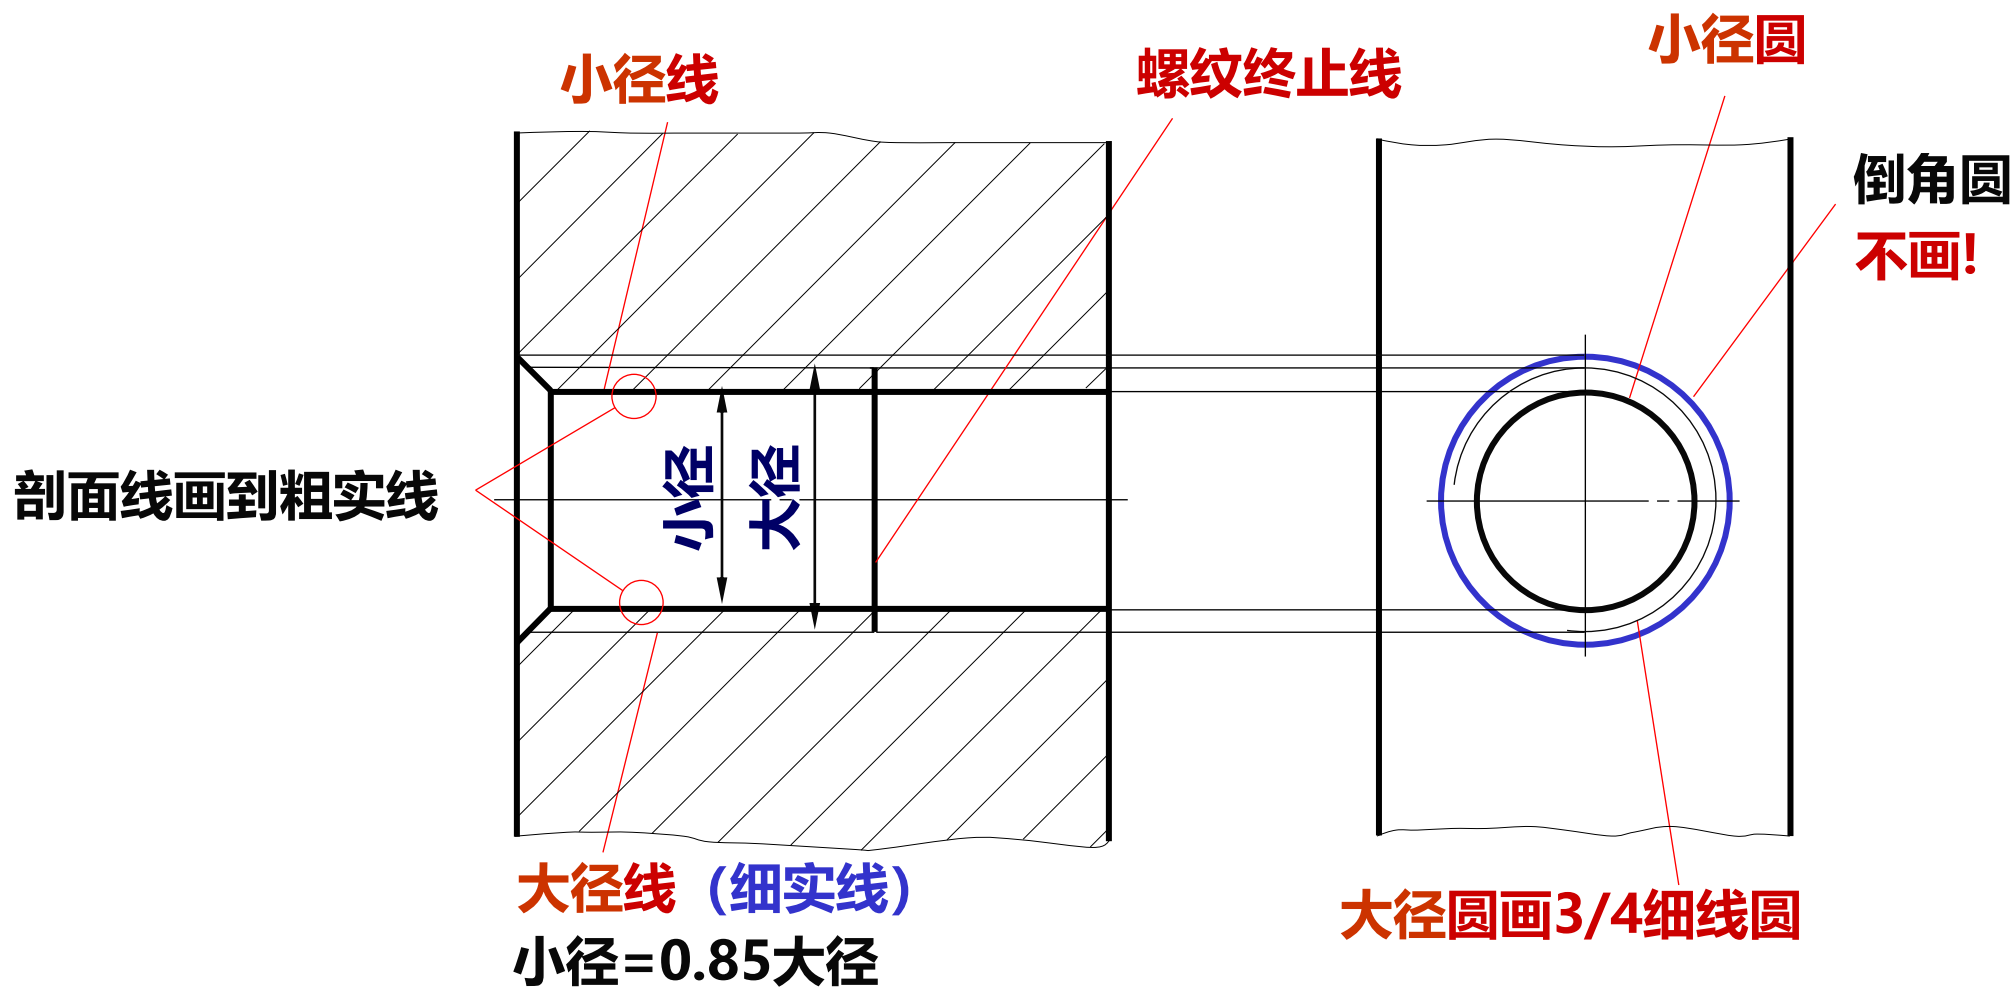 小径圆
小径线
螺纹终止线
倒角圆
不画!
剖面线画到粗实线
小径
大径
大径线（细实线）
大径圆画3/4细线圆
小径=0.85大径